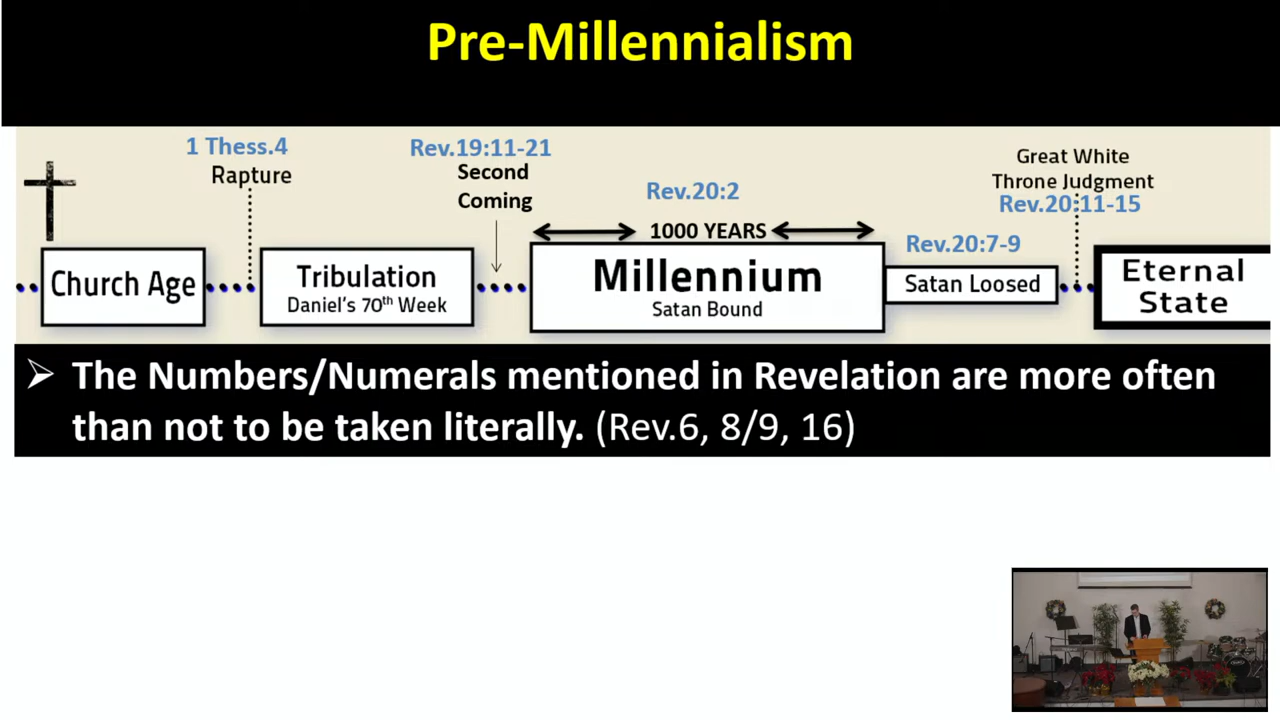 Pre-Millennialism
1 Thess.4
Rapture
Rev.19:11-21
Second
Coming
Rev.20:2
1000 YEARS
Great White
Throne Judgment
Rev.20:11-15
Rev.20:7-9
Church Age
Tribulation
Daniel's 70th Week
Millennium
Satan Bound
Satan Loosed
Eternal
State
➢ The Numbers/Numerals mentioned in Revelation are more often
than not to be taken literally. (Rev.6, 8/9, 16)